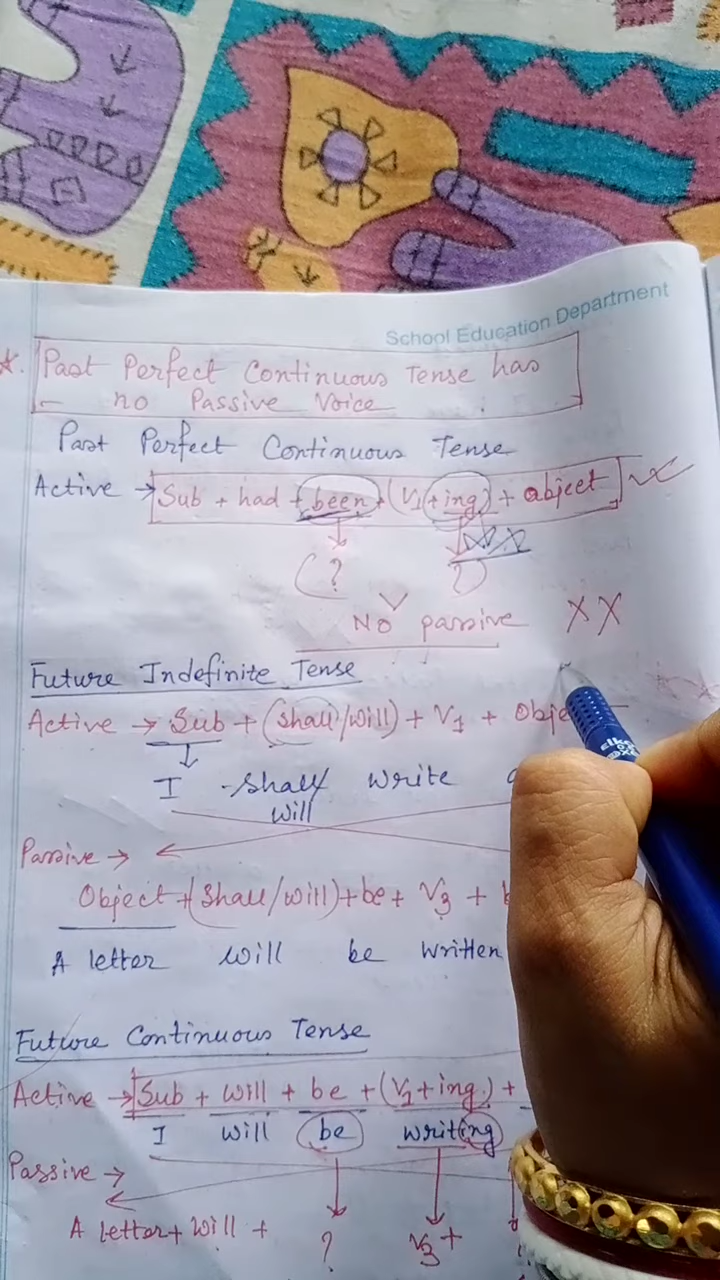 School Education Department
*. Past Perfect Continuous Tense has
no Passive Voice
Past Perfect Continuous Tense
Active → Sub + had + been + (V1 + ing) + object
(?) ?
No passive XX
Future Indefinite Tense
Active → Sub + (Shall/will) + V1 + Obje
I shall write
will
Passive →
Object + (Shall/will) + be + V3 +
A letter will be written
Future Continuous Tense
Active → Sub + will + be + (V1 + ing) +
I will be writing
Passive →
A letter + will + ? V3 +